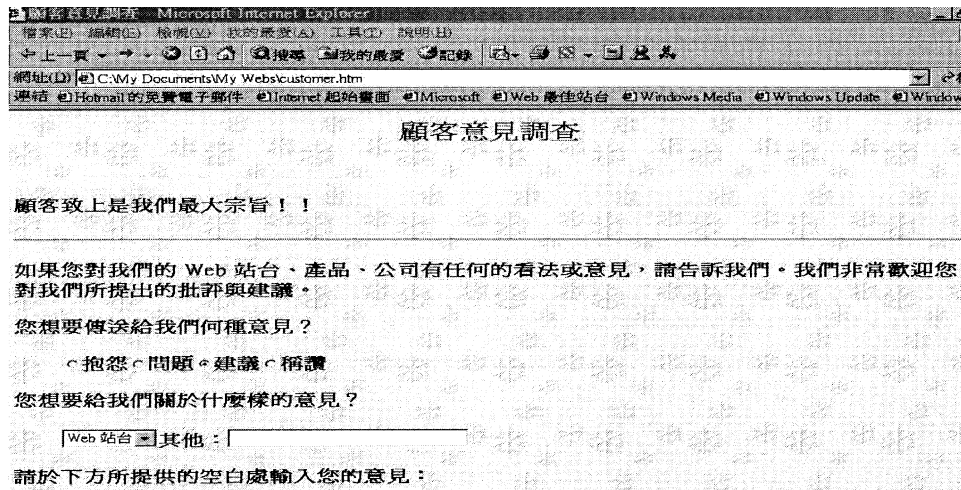 顧客意見調查 - Microsoft Internet Explorer
檔案(F) 編輯(E) 檢視(V) 我的最愛(A) 工具(T) 說明(H)
上一頁 搜尋 我的最愛 記錄
網址(D) C:\My Documents\My Webs\customer.htm
連結 Hotmail 的免費電子郵件 Internet 起始畫面 Microsoft Web 最佳站台 Windows Media Windows Update Window
顧客意見調查
顧客致上是我們最大宗旨！！
如果您對我們的 Web 站台、產品、公司有任何的看法或意見，請告訴我們。我們非常歡迎您
對我們所提出的批評與建議。
您想要傳送給我們何種意見？
抱怨 問題 建議 稱讚
您想要給我們關於什麼樣的意見？
Web 站台 其他：
請於下方所提供的空白處輸入您的意見：